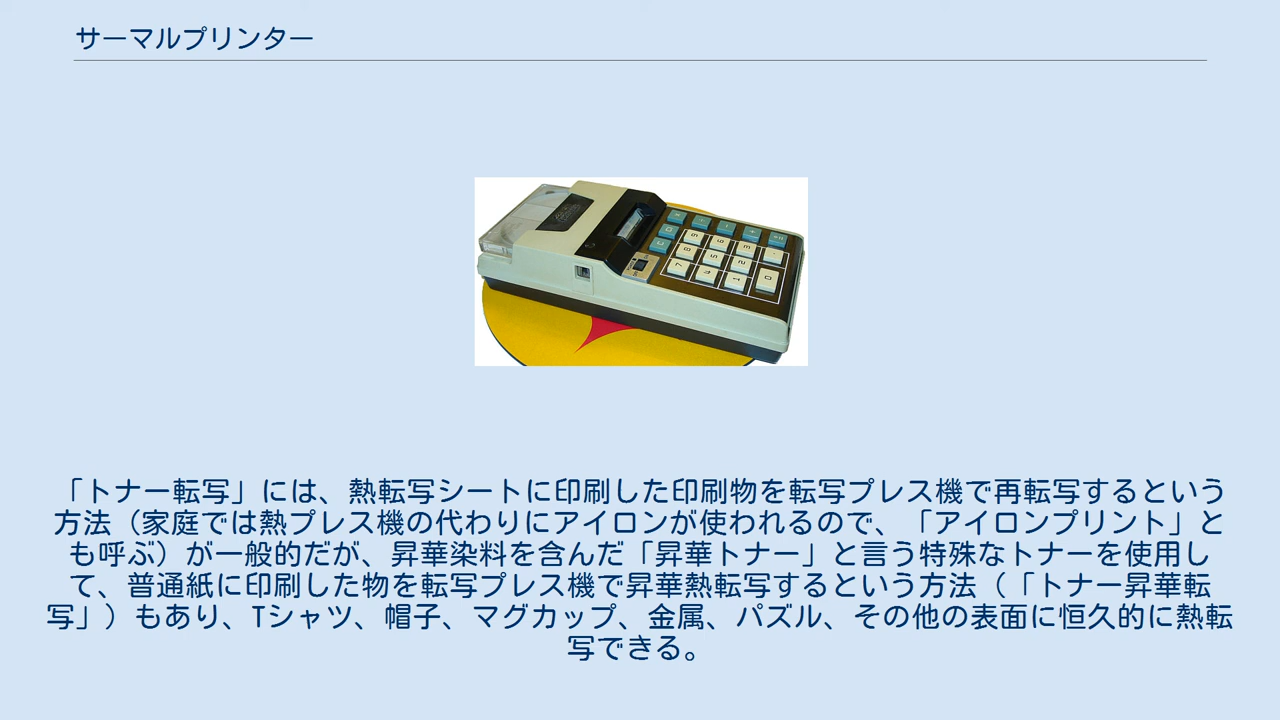 サーマルプリンター
「トナー転写」には、熱転写シートに印刷した印刷物を転写プレス機で再転写するという
方法（家庭では熱プレス機の代わりにアイロンが使われるので、「アイロンプリント」と
も呼ぶ）が一般的だが、昇華染料を含んだ「昇華トナー」と言う特殊なトナーを使用し
て、普通紙に印刷した物を転写プレス機で昇華熱転写するという方法（「トナー昇華転
写」）もあり、Tシャツ、帽子、マグカップ、金属、パズル、その他の表面に恒久的に熱転
写できる。